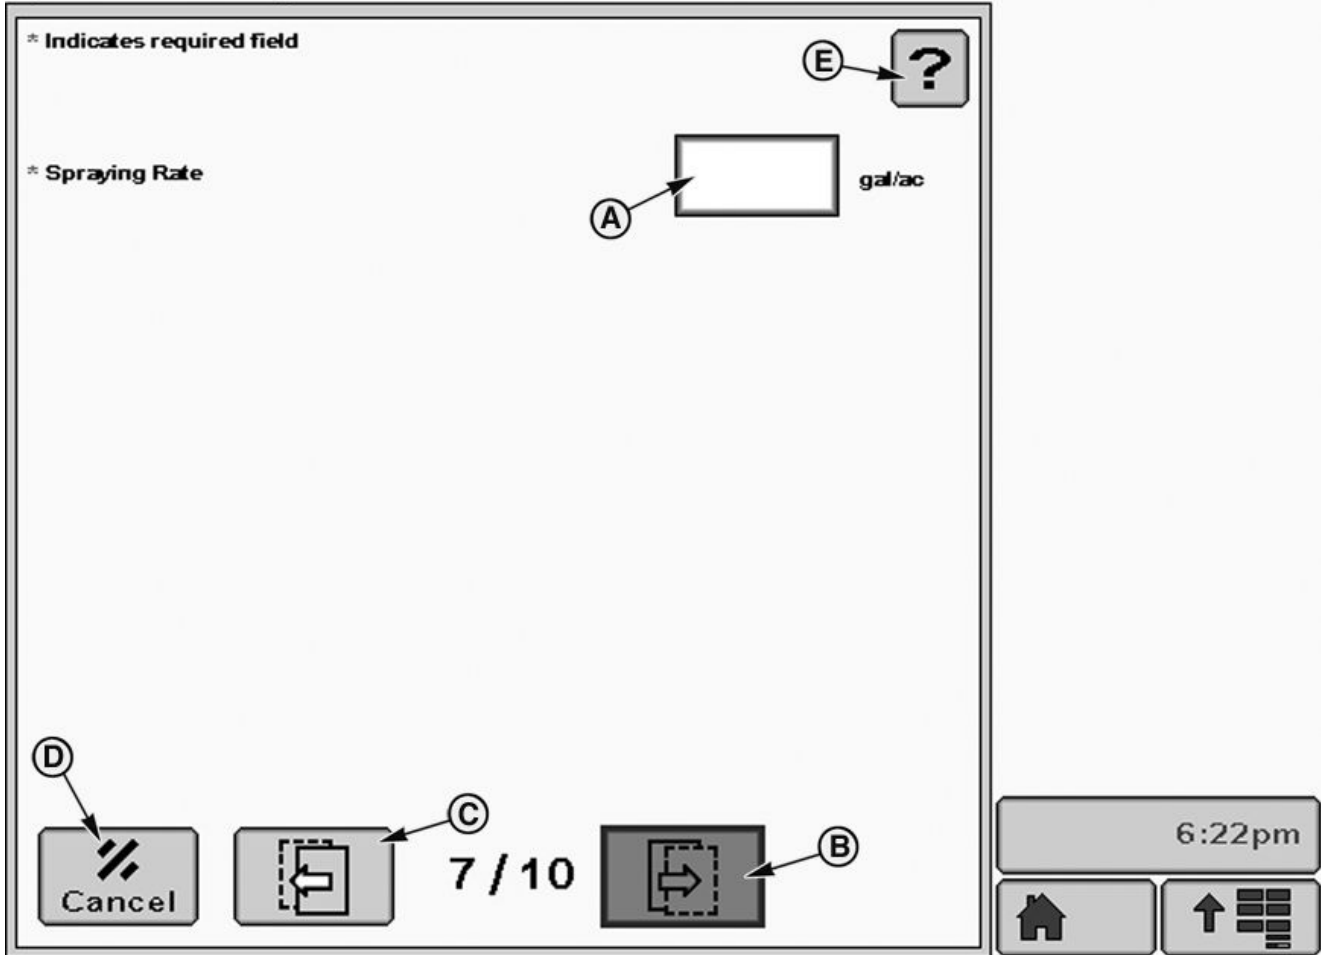 * Indicates required field
E
?
* Spraying Rate
gal/ac
A
D
C
B
7 / 10
Cancel
6:22pm